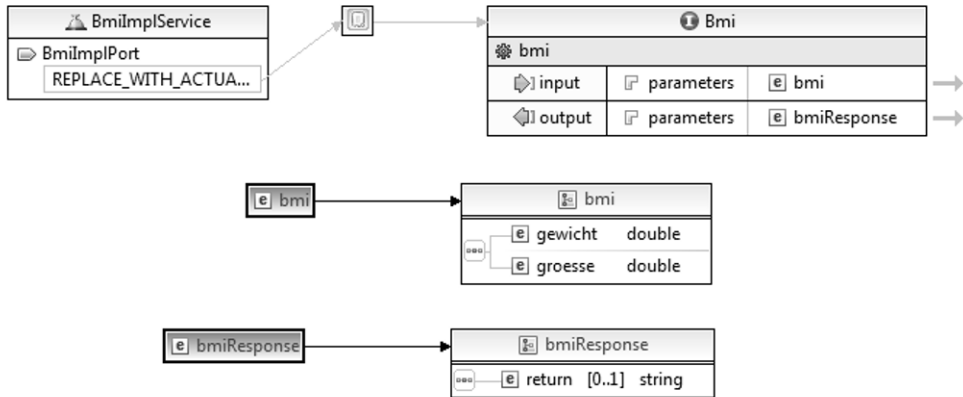 BmiImplService
BmiImplPort
REPLACE_WITH_ACTUA...
Bmi
bmi
input parameters e bmi
output parameters e bmiResponse
e bmi
bmi
e gewicht double
e groesse double
e bmiResponse
bmiResponse
e return [0..1] string